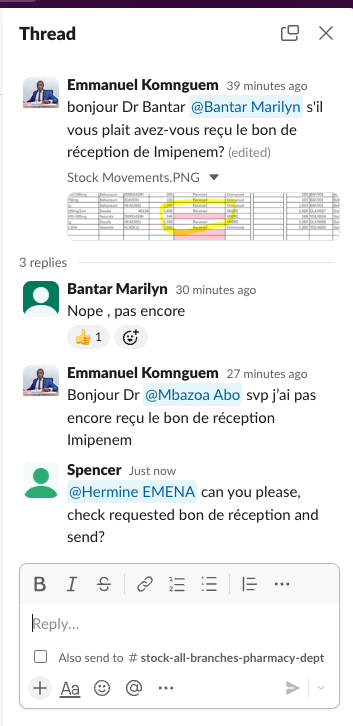 Thread
Emmanuel Komnguem 39 minutes ago
bonjour Dr Bantar @Bantar Marilyn s'il
vous plait avez-vous reçu le bon de
réception de Imipenem? (edited)
Stock Movements.PNG
3 replies
Bantar Marilyn 30 minutes ago
Nope , pas encore
1
Emmanuel Komnguem 27 minutes ago
Bonjour Dr @Mbazoa Abo svp j’ai pas
encore reçu le bon de réception
Imipenem
Spencer Just now
@Hermine EMENA can you please,
check requested bon de réception and
send?
B I S
Reply...
Also send to # stock-all-branches-pharmacy-dept
+ Aa @